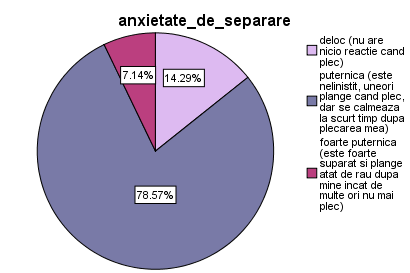 anxietate_de_separare
7.14%
14.29%
78.57%
deloc (nu are
nicio reactie cand
plec)
puternica (este
nelinistit, uneori
plange cand plec,
dar se calmeaza
la scurt timp dupa
plecarea mea)
foarte puternica
(este foarte
suparat si plange
atat de rau dupa
mine incat de
multe ori nu mai
plec)